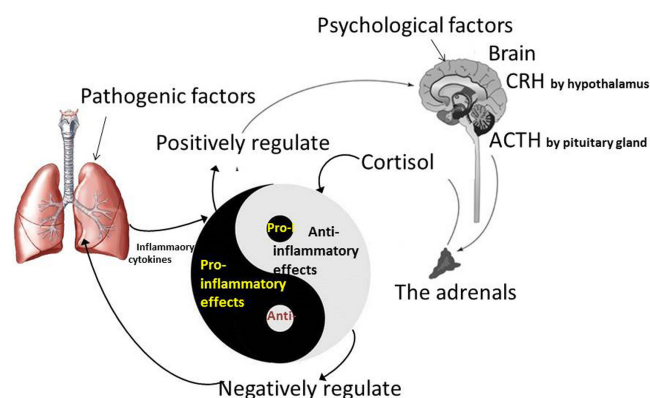 Psychological factors
Brain
CRH by hypothalamus
Pathogenic factors
Positively regulate
ACTH by pituitary gland
Cortisol
Pro-I
Anti-
inflammatory
effects
Inflammaory
cytokines
Pro-
inflammatory
effects
The adrenals
Anti-
Negatively regulate